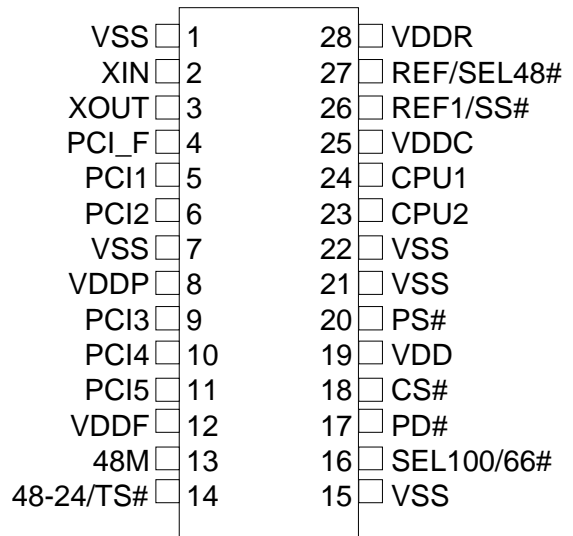 VSS 1 28 VDDR
XIN 2 27 REF/SEL48#
XOUT 3 26 REF1/SS#
PCI_F 4 25 VDDC
PCI1 5 24 CPU1
PCI2 6 23 CPU2
VSS 7 22 VSS
VDDP 8 21 VSS
PCI3 9 20 PS#
PCI4 10 19 VDD
PCI5 11 18 CS#
VDDF 12 17 PD#
48M 13 16 SEL100/66#
48-24/TS# 14 15 VSS